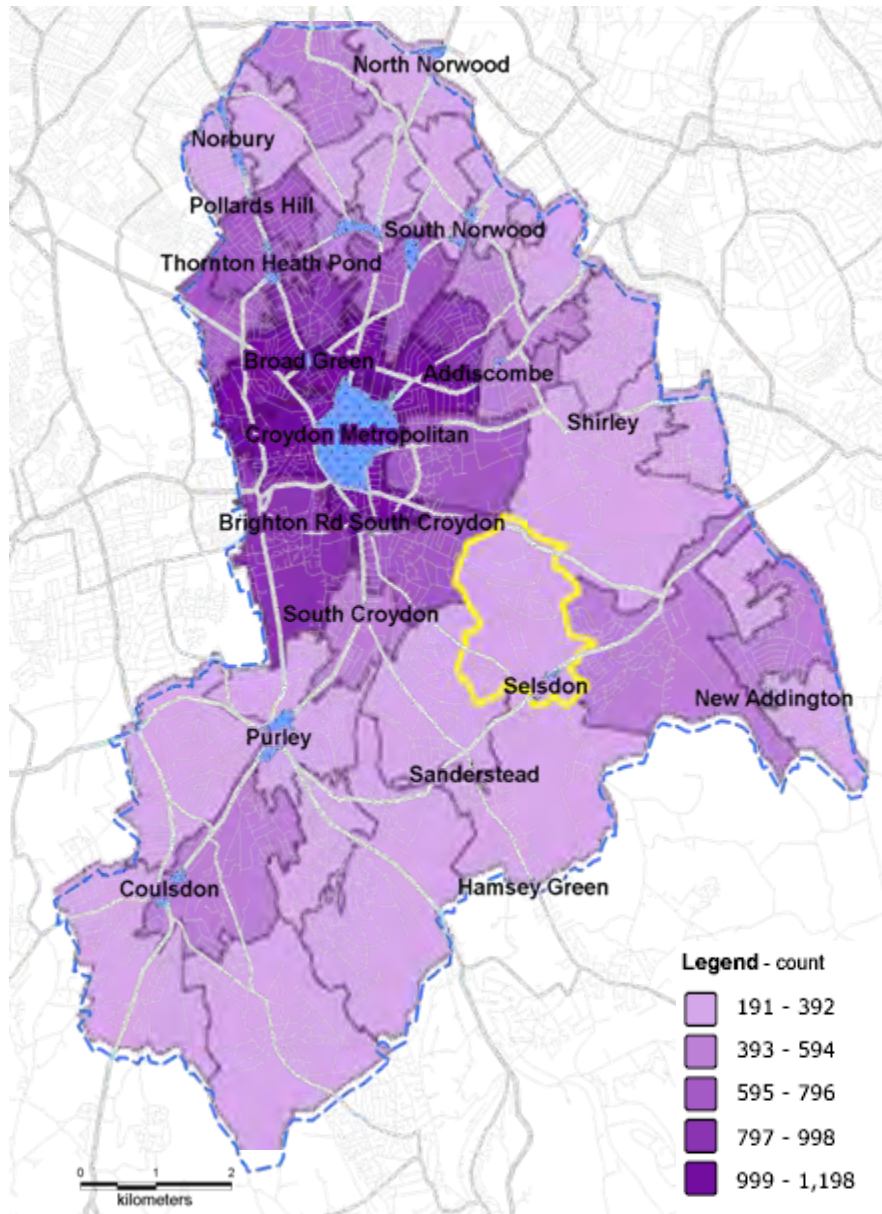 North Norwood
Norbury
Pollards Hill
South Norwood
Thornton Heath Pond
Broad Green
Addiscombe
Shirley
Croydon Metropolitan
Brighton Rd South Croydon
South Croydon
Selsdon
New Addington
Purley
Sanderstead
Coulsdon
Hamsey Green
Legend - count
191 - 392
393 - 594
595 - 796
797 - 998
999 - 1,198
0 1 2
kilometers